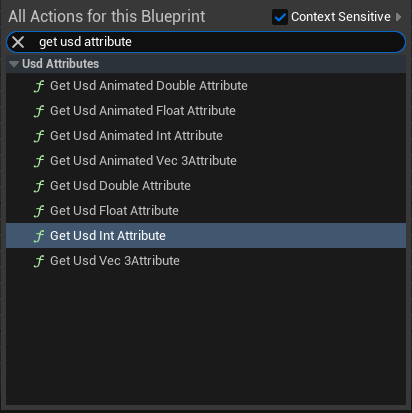 All Actions for this Blueprint Context Sensitive
get usd attribute
Usd Attributes
Get Usd Animated Double Attribute
Get Usd Animated Float Attribute
Get Usd Animated Int Attribute
Get Usd Animated Vec 3Attribute
Get Usd Double Attribute
Get Usd Float Attribute
Get Usd Int Attribute
Get Usd Vec 3Attribute